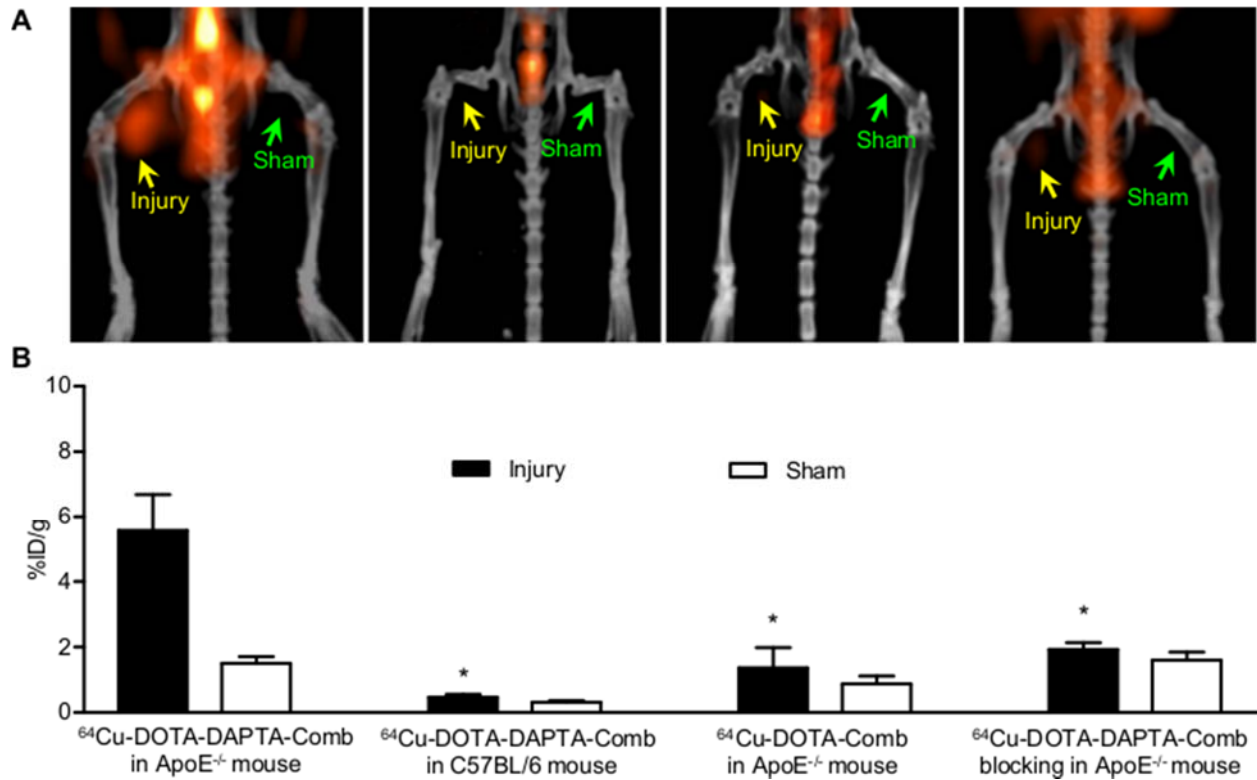 A
Injury
Sham
Injury
Sham
Injury
Sham
Injury
Sham
B
10
8
6
4
2
0
%ID/g
Injury
Sham
*
*
*
⁶⁴Cu-DOTA-DAPTA-Comb
in ApoE⁻/⁻ mouse
⁶⁴Cu-DOTA-DAPTA-Comb
in C57BL/6 mouse
⁶⁴Cu-DOTA-Comb
in ApoE⁻/⁻ mouse
⁶⁴Cu-DOTA-DAPTA-Comb
blocking in ApoE⁻/⁻ mouse